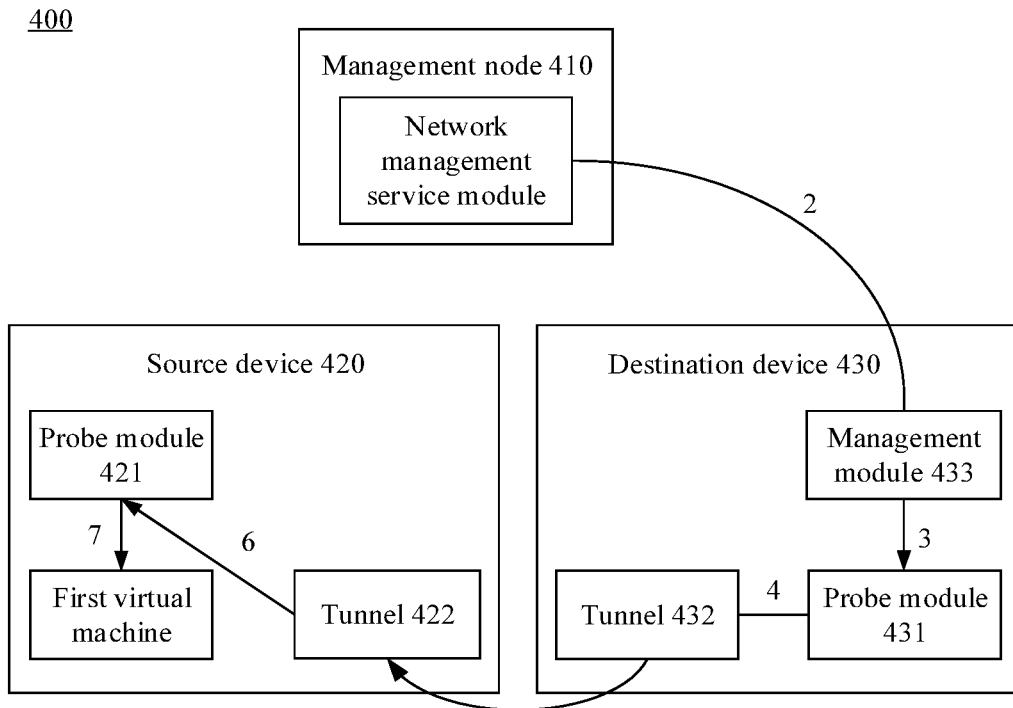 400
Management node 410
Network
management
service module
2
Source device 420
Destination device 430
Probe module
421
Management
module 433
7
6
3
First virtual
machine
Tunnel 422
Tunnel 432
4
Probe module
431